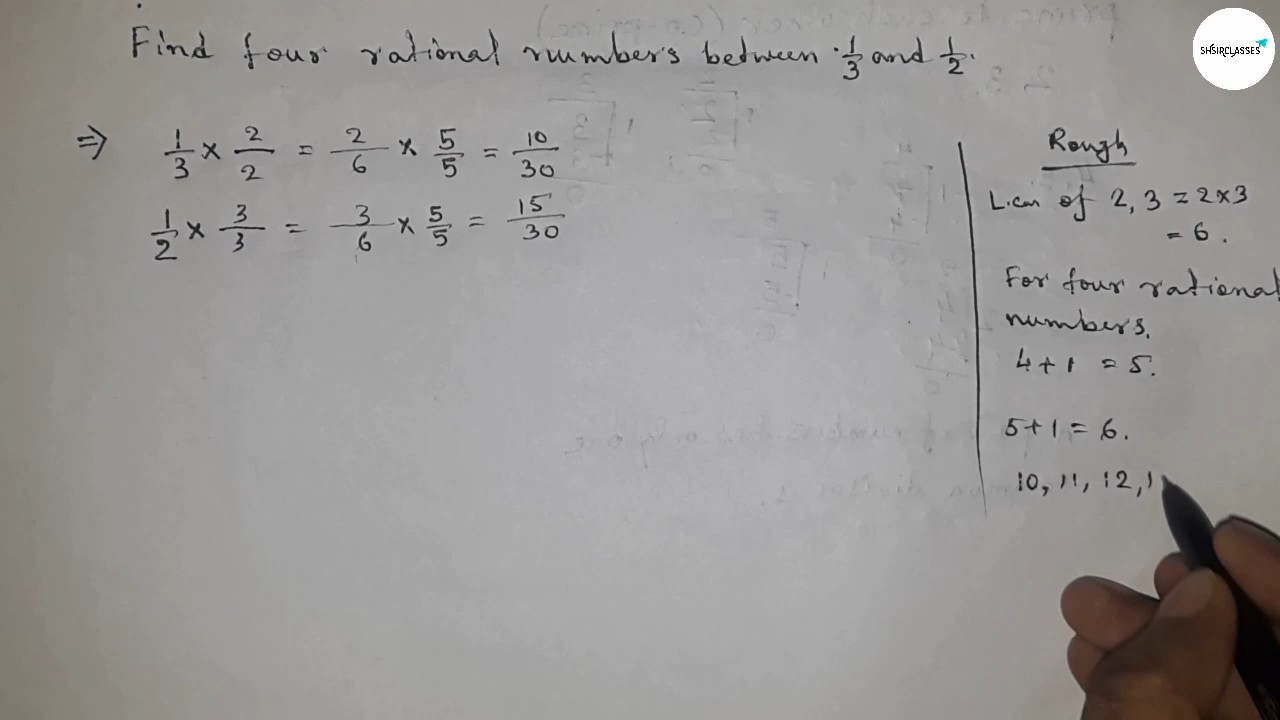 Find four rational numbers between 1/3 and 1/2.
SHSIRCLASSES
⇒ 1/3 × 2/2 = 2/6 × 5/5 = 10/30
1/2 × 3/3 = 3/6 × 5/5 = 15/30
Rough
L.cm of 2, 3 = 2×3
= 6.
For four rational
numbers.
4+1 = 5.
5+1 = 6.
10, 11, 12, 1